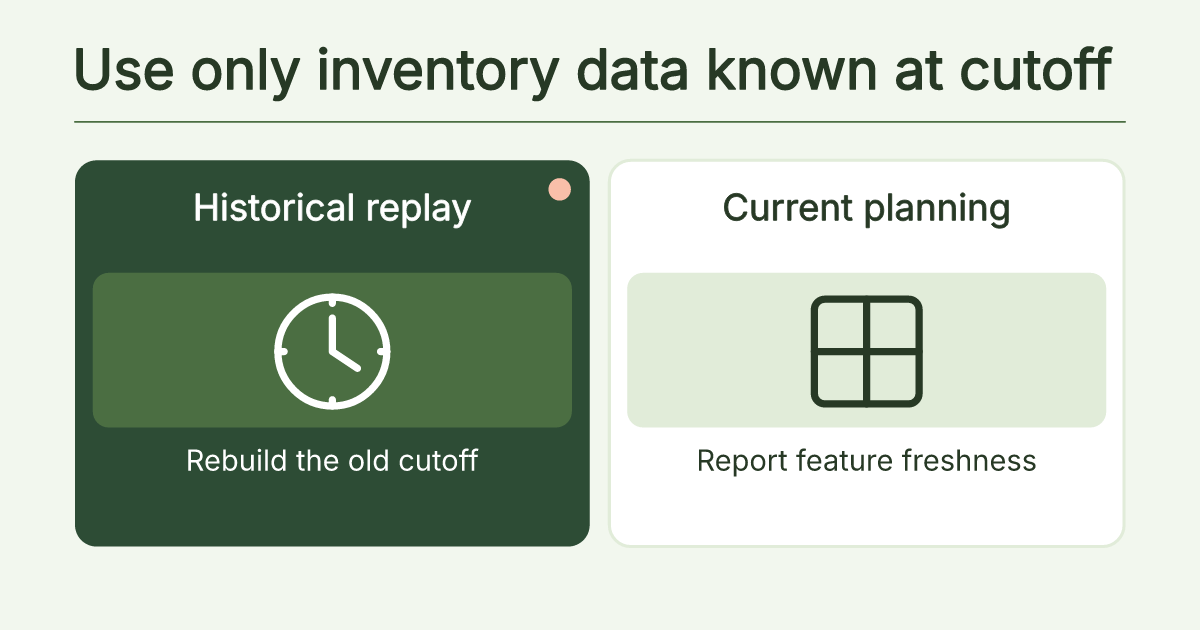 Use only inventory data known at cutoff
Historical replay
Rebuild the old cutoff
Current planning
Report feature freshness